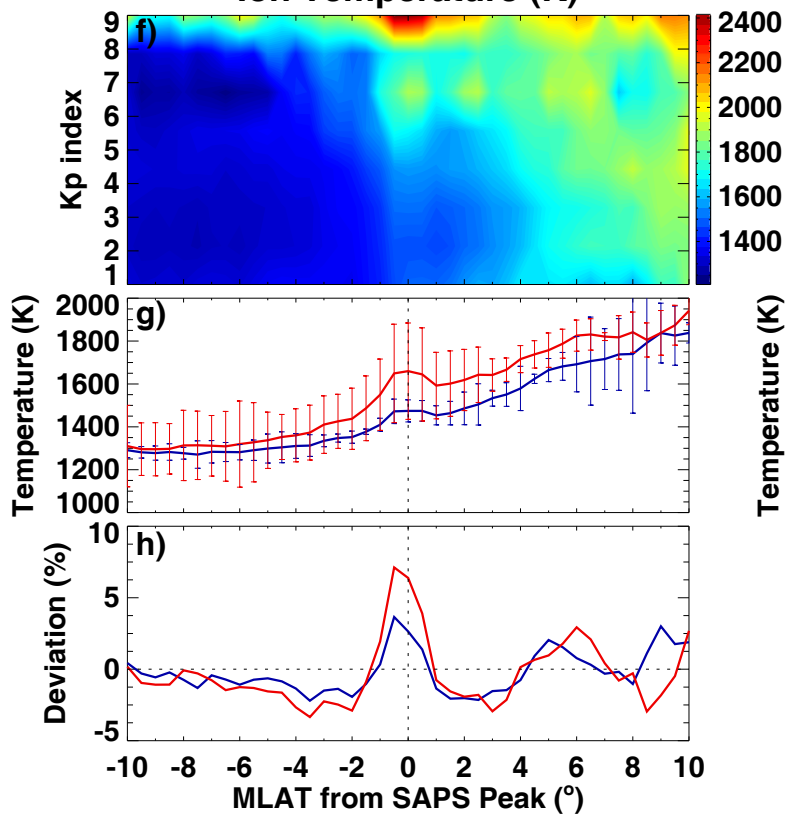 Ion Temperature (K)
f)
Kp index
9
8
7
6
5
4
3
2
1
2400
2200
2000
1800
1600
1400
g)
Temperature (K)
2000
1800
1600
1400
1200
1000
Temperature (K)
h)
Deviation (%)
10
5
0
-5
-10 -8 -6 -4 -2 0 2 4 6 8 10
MLAT from SAPS Peak (°)